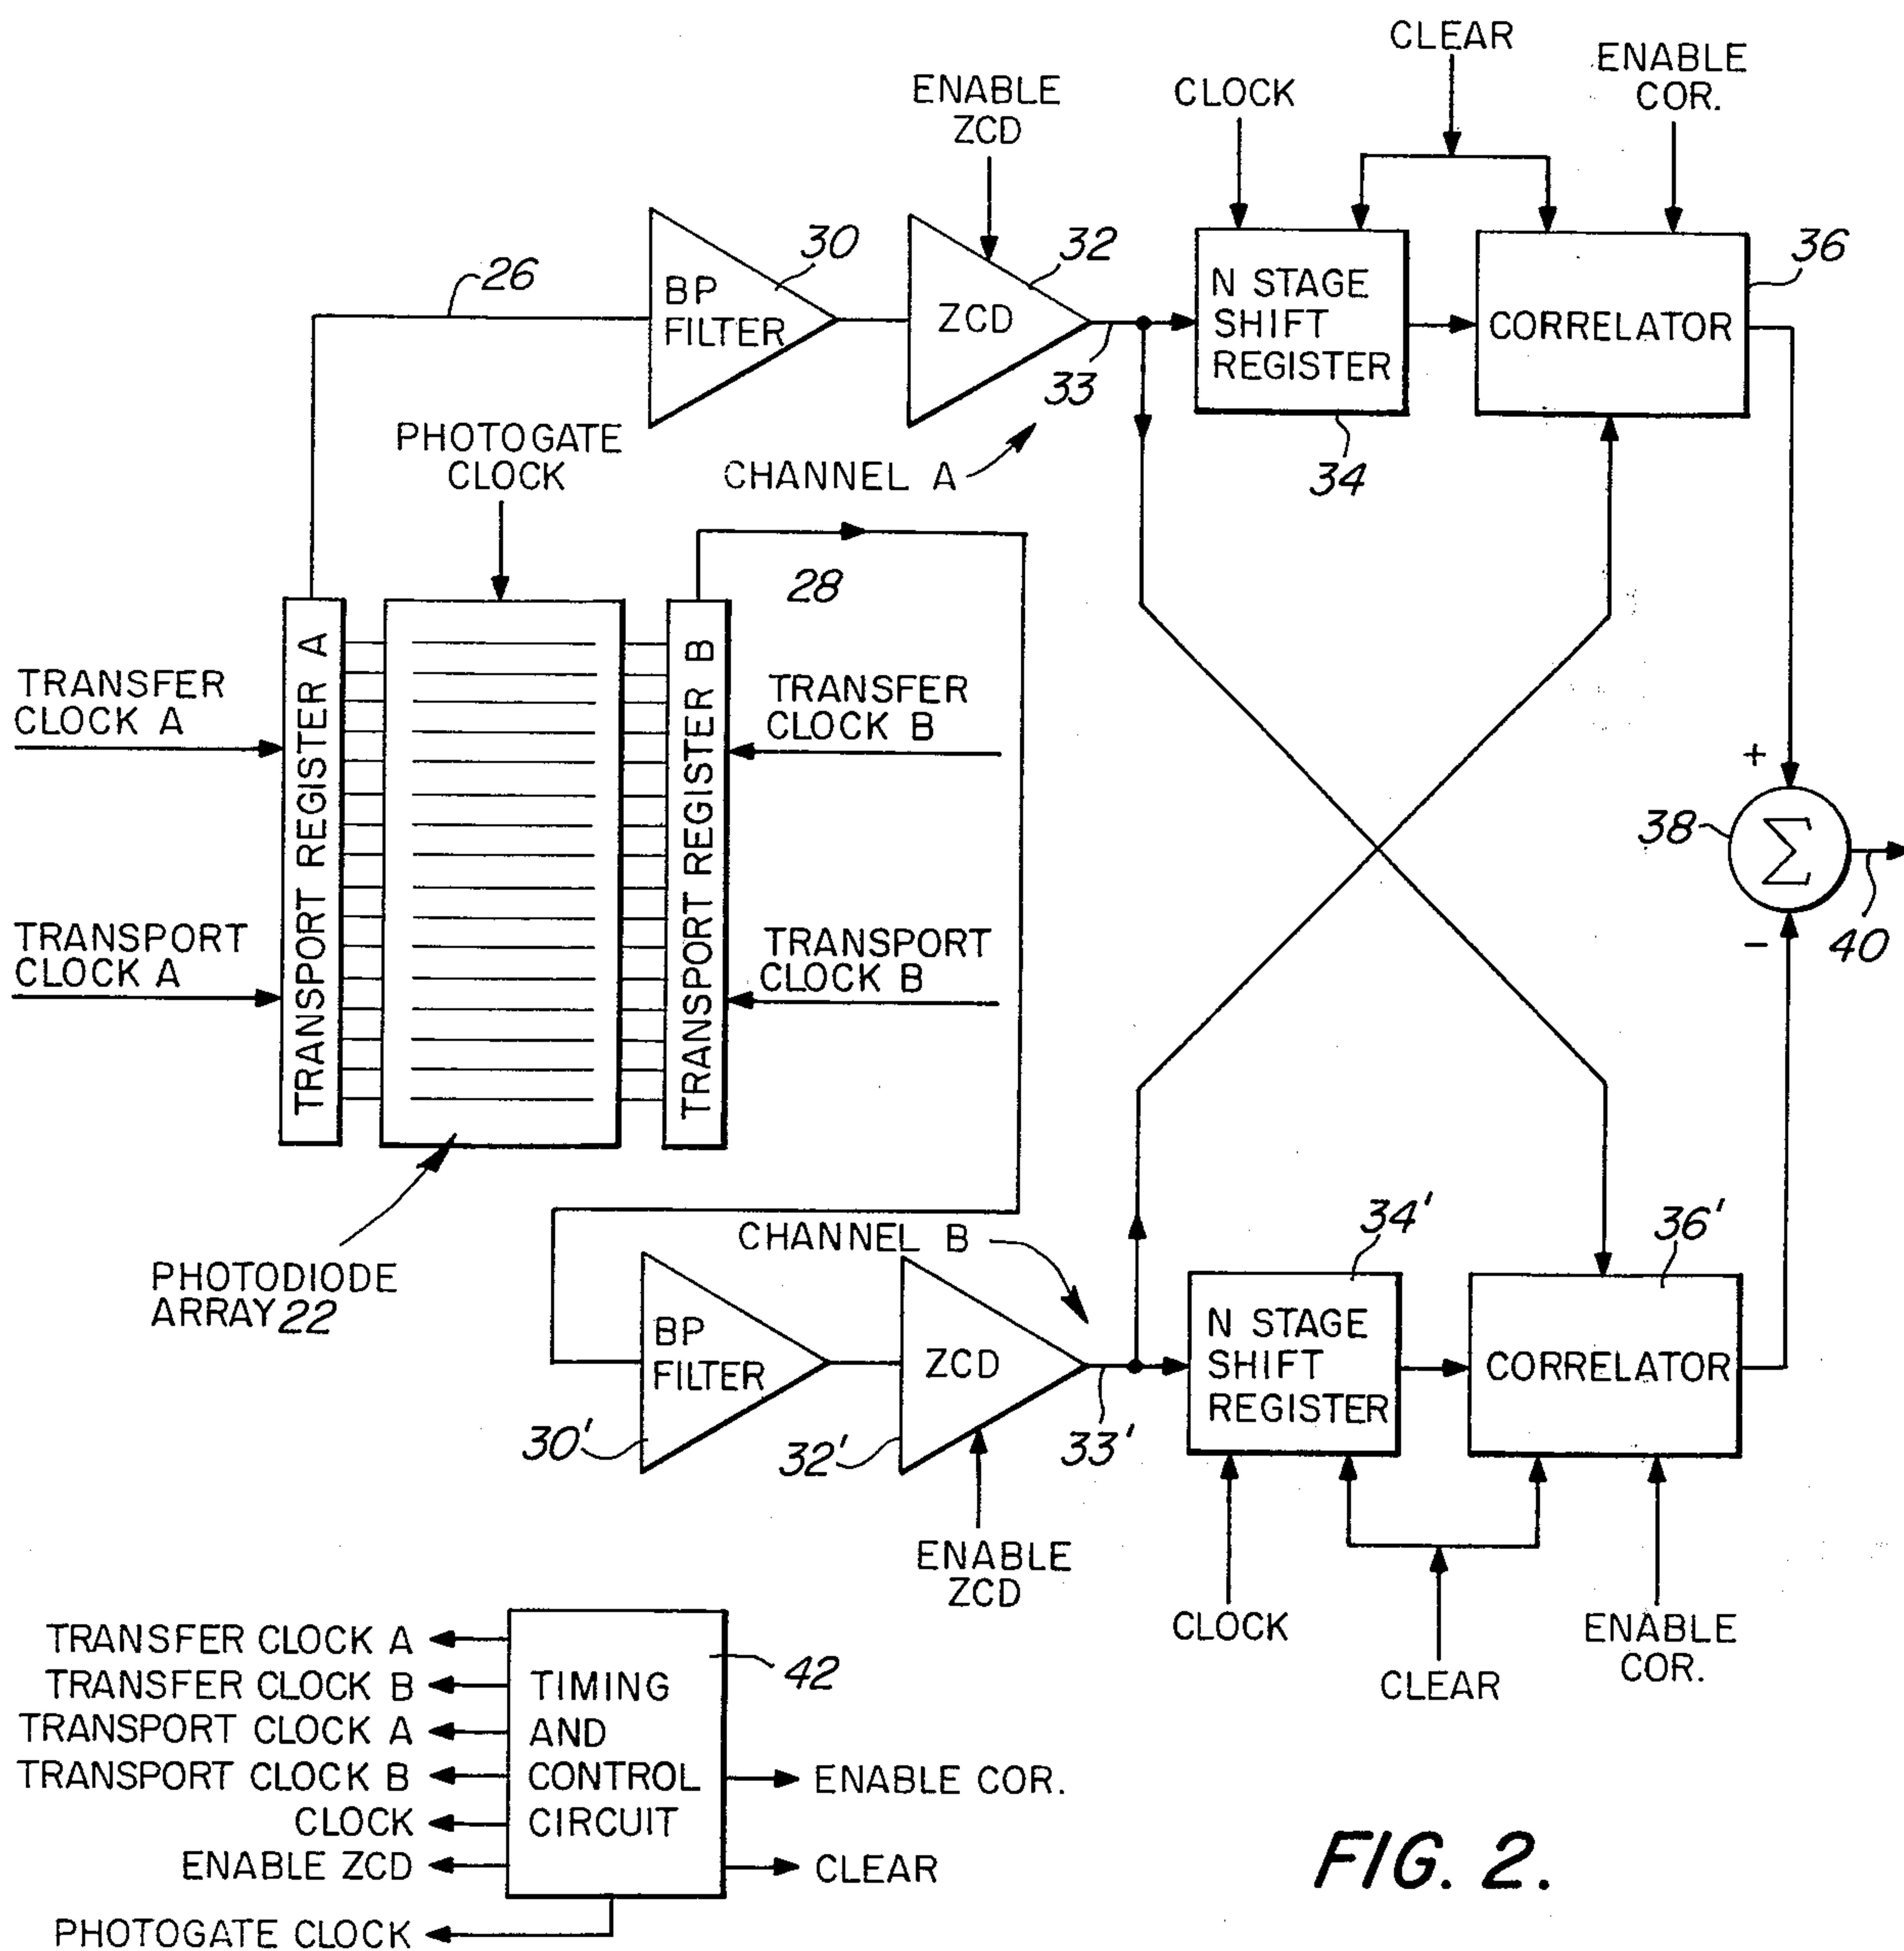 CLEAR
ENABLE
COR.
ENABLE
ZCD
CLOCK
30
32
36
26
BP
FILTER
ZCD
N STAGE
SHIFT
REGISTER
CORRELATOR
33
34
PHOTOGATE
CLOCK
CHANNEL A
28
TRANSFER
CLOCK A
TRANSPORT REGISTER A
TRANSPORT REGISTER B
TRANSFER
CLOCK B
+
38
Σ
TRANSPORT
CLOCK A
TRANSPORT
CLOCK B
-
40
PHOTODIODE
ARRAY 22
CHANNEL B
34'
36'
BP
FILTER
ZCD
N STAGE
SHIFT
REGISTER
CORRELATOR
30'
32'
33'
ENABLE
ZCD
CLOCK
CLEAR
ENABLE
COR.
TRANSFER CLOCK A
TRANSFER CLOCK B
TRANSPORT CLOCK A
TRANSPORT CLOCK B
CLOCK
ENABLE ZCD
PHOTOGATE CLOCK
TIMING
AND
CONTROL
CIRCUIT
42
ENABLE COR.
CLEAR
FIG. 2.